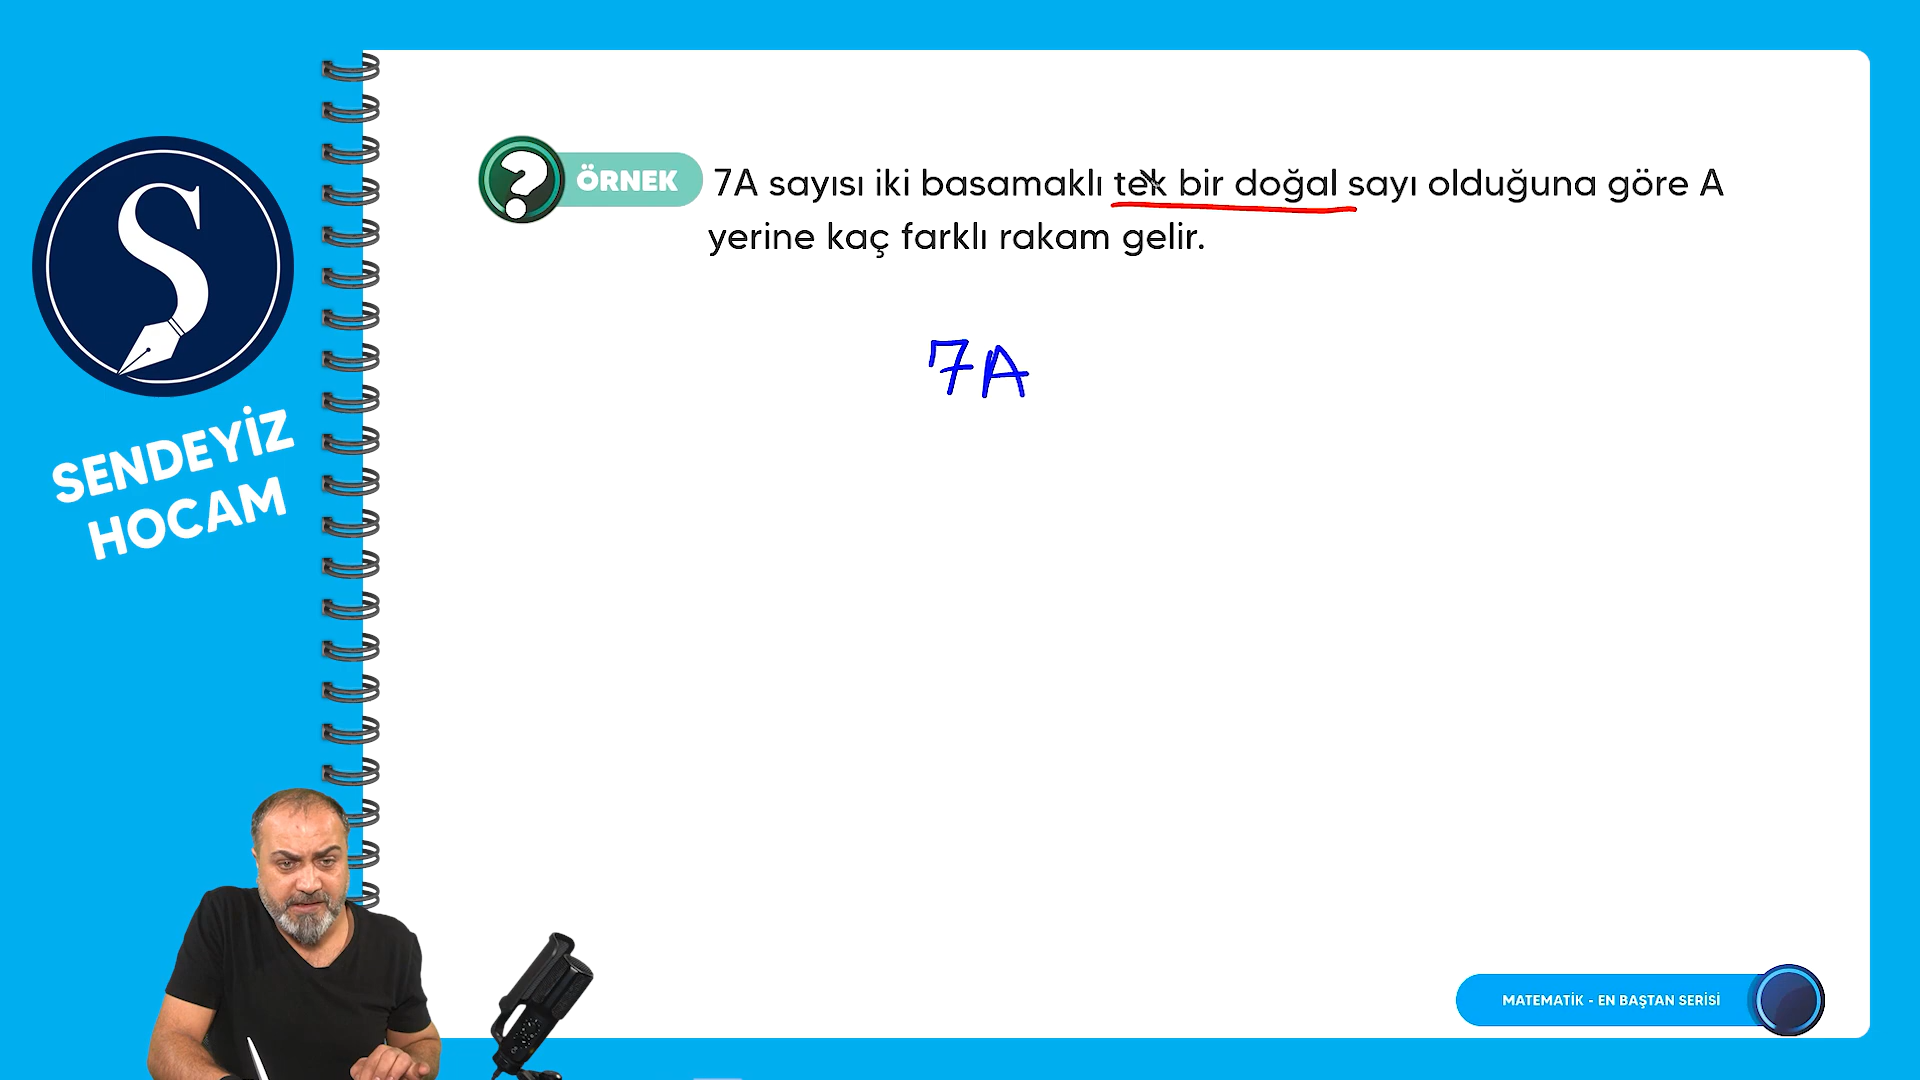 S
SENDEYİZ
HOCAM
? ÖRNEK
7A sayısı iki basamaklı tek bir doğal sayı olduğuna göre A
yerine kaç farklı rakam gelir.
7A
MATEMATİK - EN BAŞTAN SERİSİ